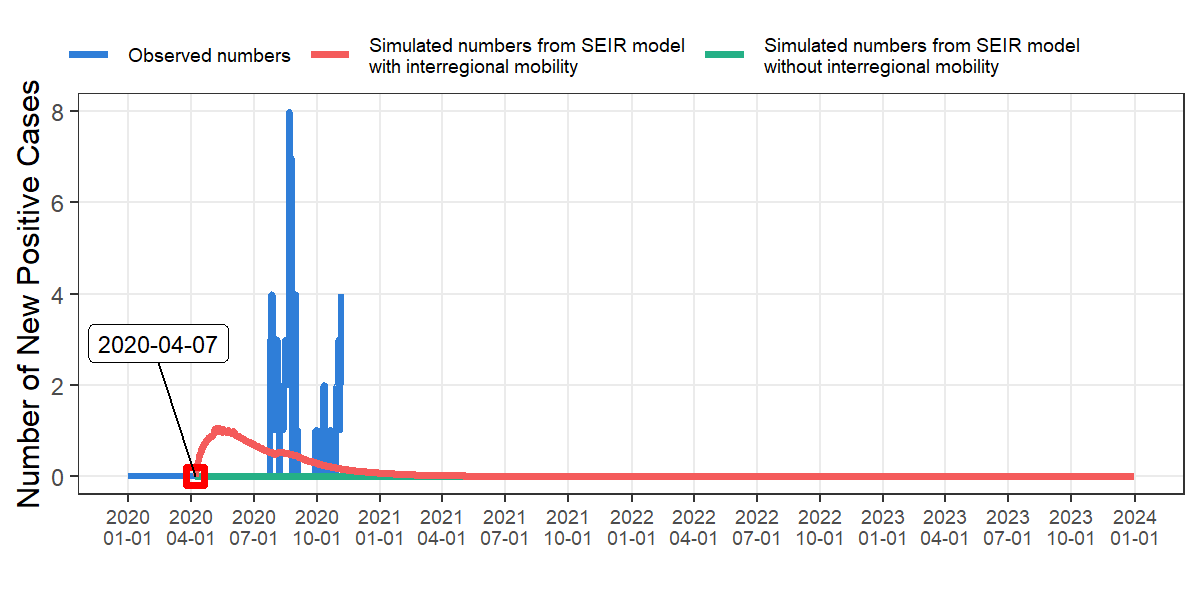 Observed numbers
Simulated numbers from SEIR model
with interregional mobility
Simulated numbers from SEIR model
without interregional mobility
Number of New Positive Cases
8
6
4
2
0
2020-04-07
2020 2020 2020 2020 2021 2021 2021 2021 2022 2022 2022 2022 2023 2023 2023 2023 2024
01-01 04-01 07-01 10-01 01-01 04-01 07-01 10-01 01-01 04-01 07-01 10-01 01-01 04-01 07-01 10-01 01-01